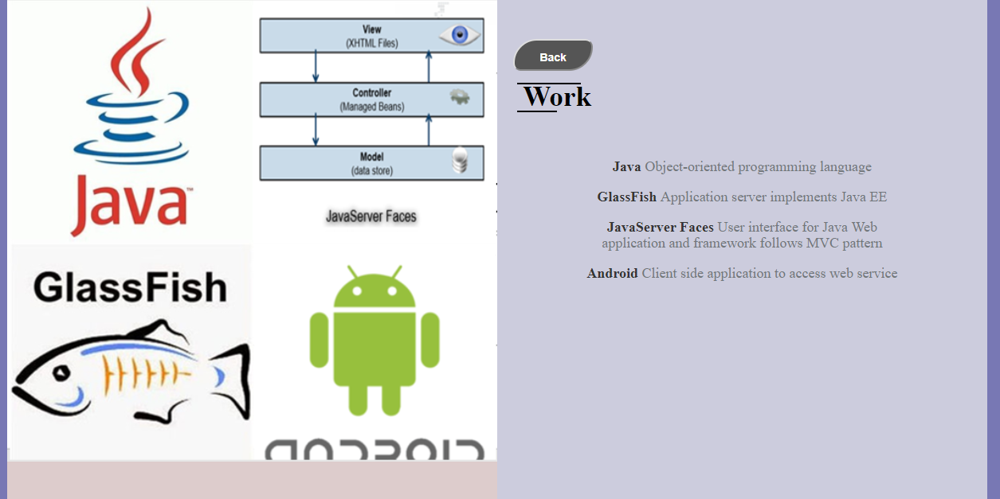 Java™
View
(XHTML Files)
Controller
(Managed Beans)
Model
(data store)
JavaServer Faces
GlassFish
ANDROID
Back
Work
Java Object-oriented programming language
GlassFish Application server implements Java EE
JavaServer Faces User interface for Java Web
application and framework follows MVC pattern
Android Client side application to access web service